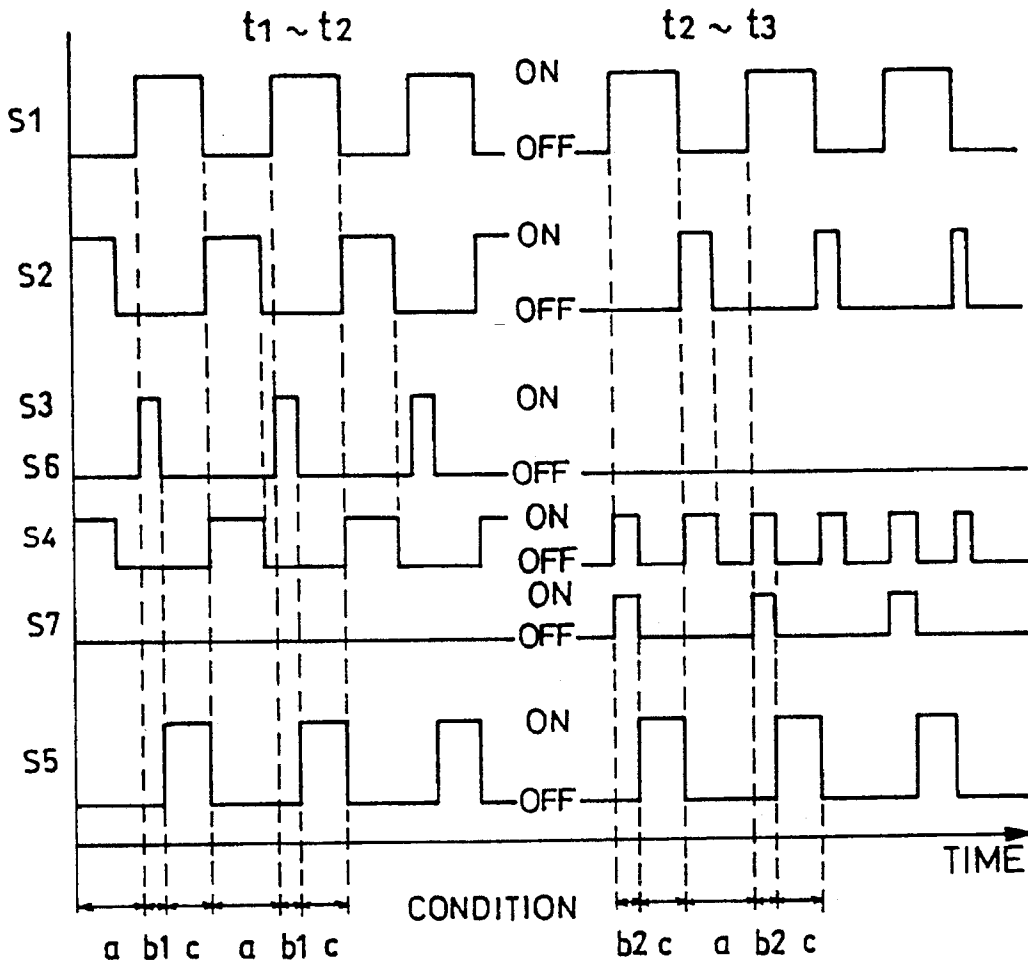 t1 ~ t2 t2 ~ t3
S1 ON
OFF
S2 ON
OFF
S3 ON
S6 OFF
S4 ON
OFF
S7 ON
OFF
S5 ON
OFF
TIME
CONDITION
a b1 c a b1 c b2 c a b2 c